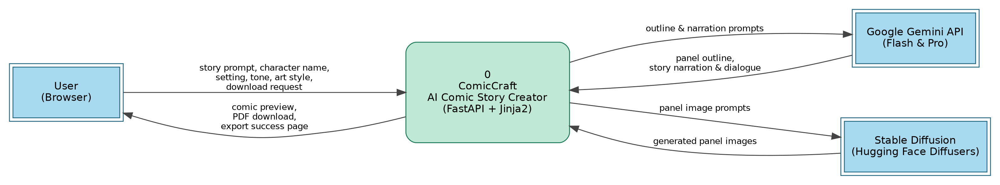 User
(Browser)
story prompt, character name,
setting, tone, art style,
download request
comic preview,
PDF download,
export success page
0
ComicCraft
AI Comic Story Creator
(FastAPI + Jinja2)
outline & narration prompts
panel outline,
story narration & dialogue
panel image prompts
generated panel images
Google Gemini API
(Flash & Pro)
Stable Diffusion
(Hugging Face Diffusers)